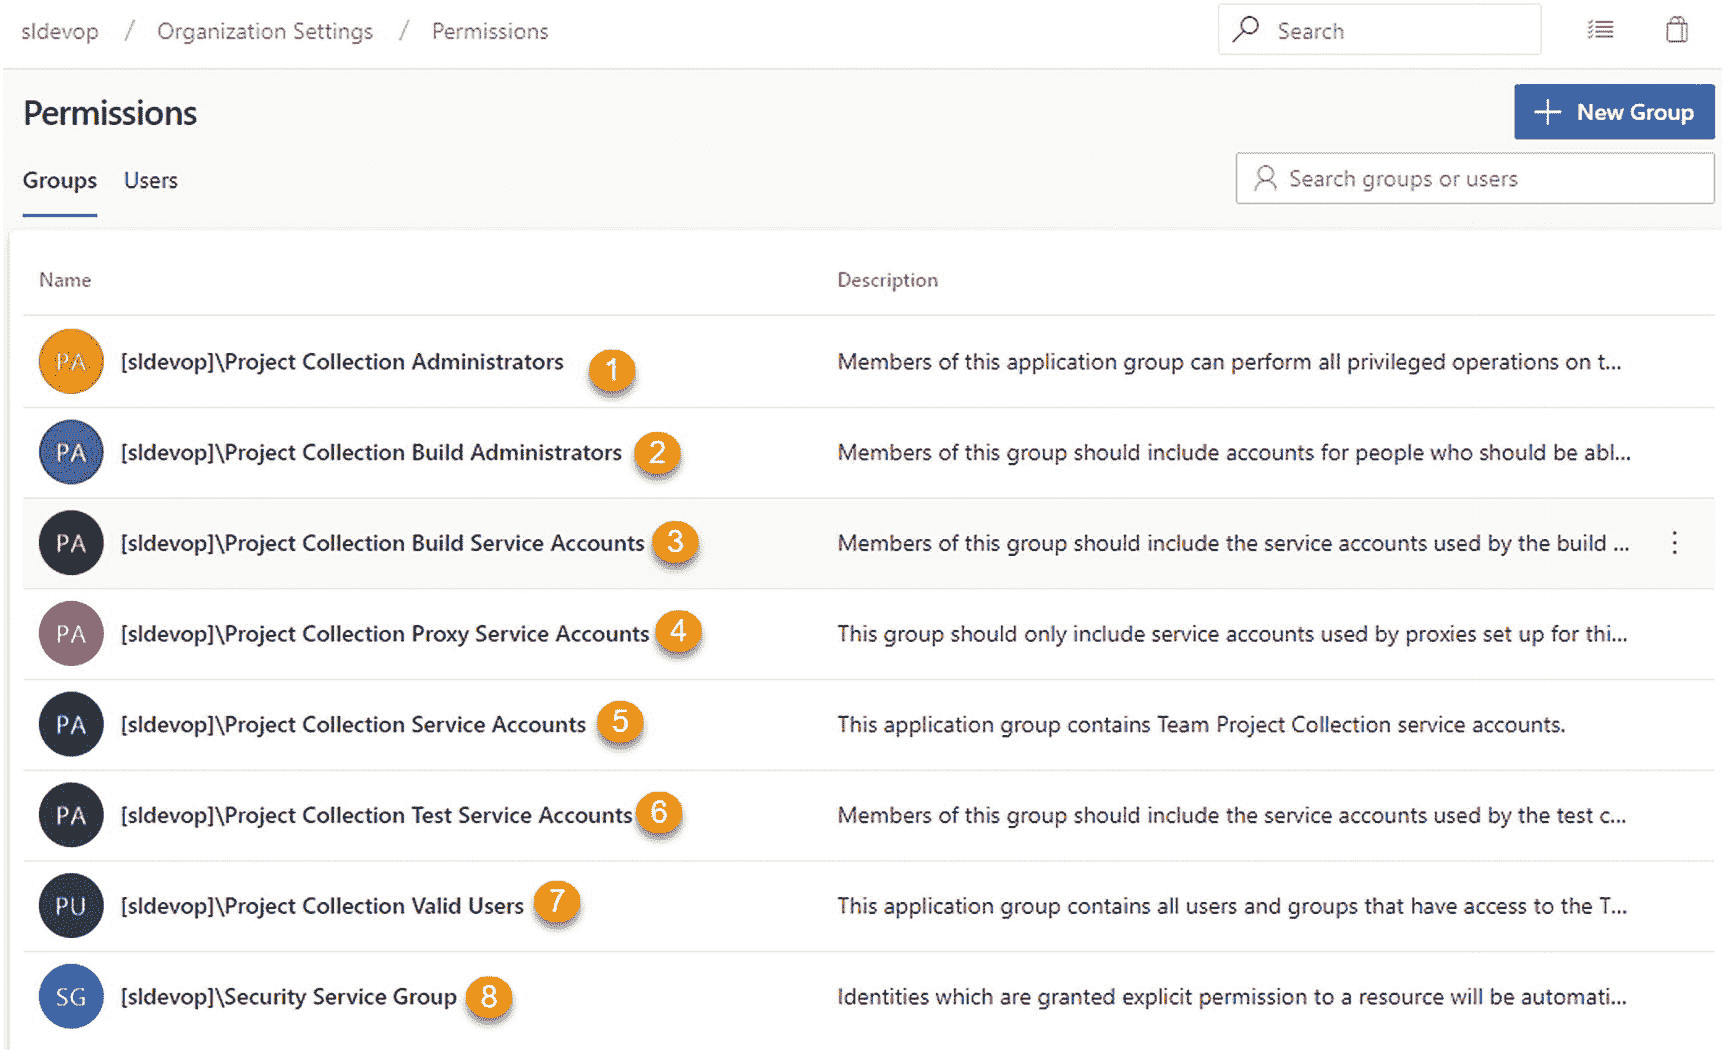 sldevop / Organization Settings / Permissions Search
Permissions
New Group
Groups Users
Search groups or users
Name Description
PA [sldevop]\Project Collection Administrators 1 Members of this application group can perform all privileged operations on t...
PA [sldevop]\Project Collection Build Administrators 2 Members of this group should include accounts for people who should be abl...
PA [sldevop]\Project Collection Build Service Accounts 3 Members of this group should include the service accounts used by the build ...
PA [sldevop]\Project Collection Proxy Service Accounts 4 This group should only include service accounts used by proxies set up for thi...
PA [sldevop]\Project Collection Service Accounts 5 This application group contains Team Project Collection service accounts.
PA [sldevop]\Project Collection Test Service Accounts 6 Members of this group should include the service accounts used by the test c...
PU [sldevop]\Project Collection Valid Users 7 This application group contains all users and groups that have access to the T...
SG [sldevop]\Security Service Group 8 Identities which are granted explicit permission to a resource will be automati...